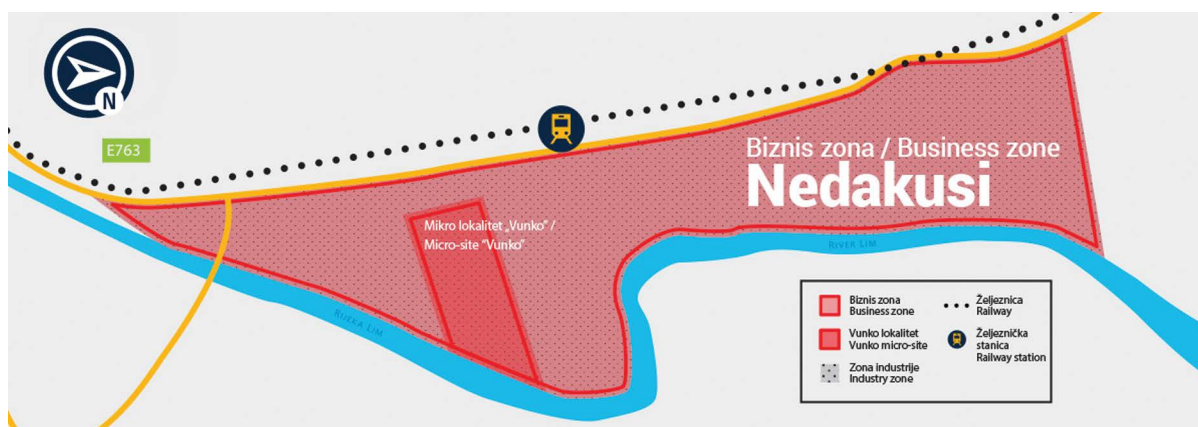 N
E763
Biznis zona / Business zone
Nedakusi
Mikro lokalitet „Vunko“ /
Micro-site “Vunko”
RIVER LIM
RIJEKA LIM
Biznis zona
Business zone
Vunko lokalitet
Vunko micro-site
Zona industrije
Industry zone
Željeznica
Railway
Željeznička
stanica
Railway station